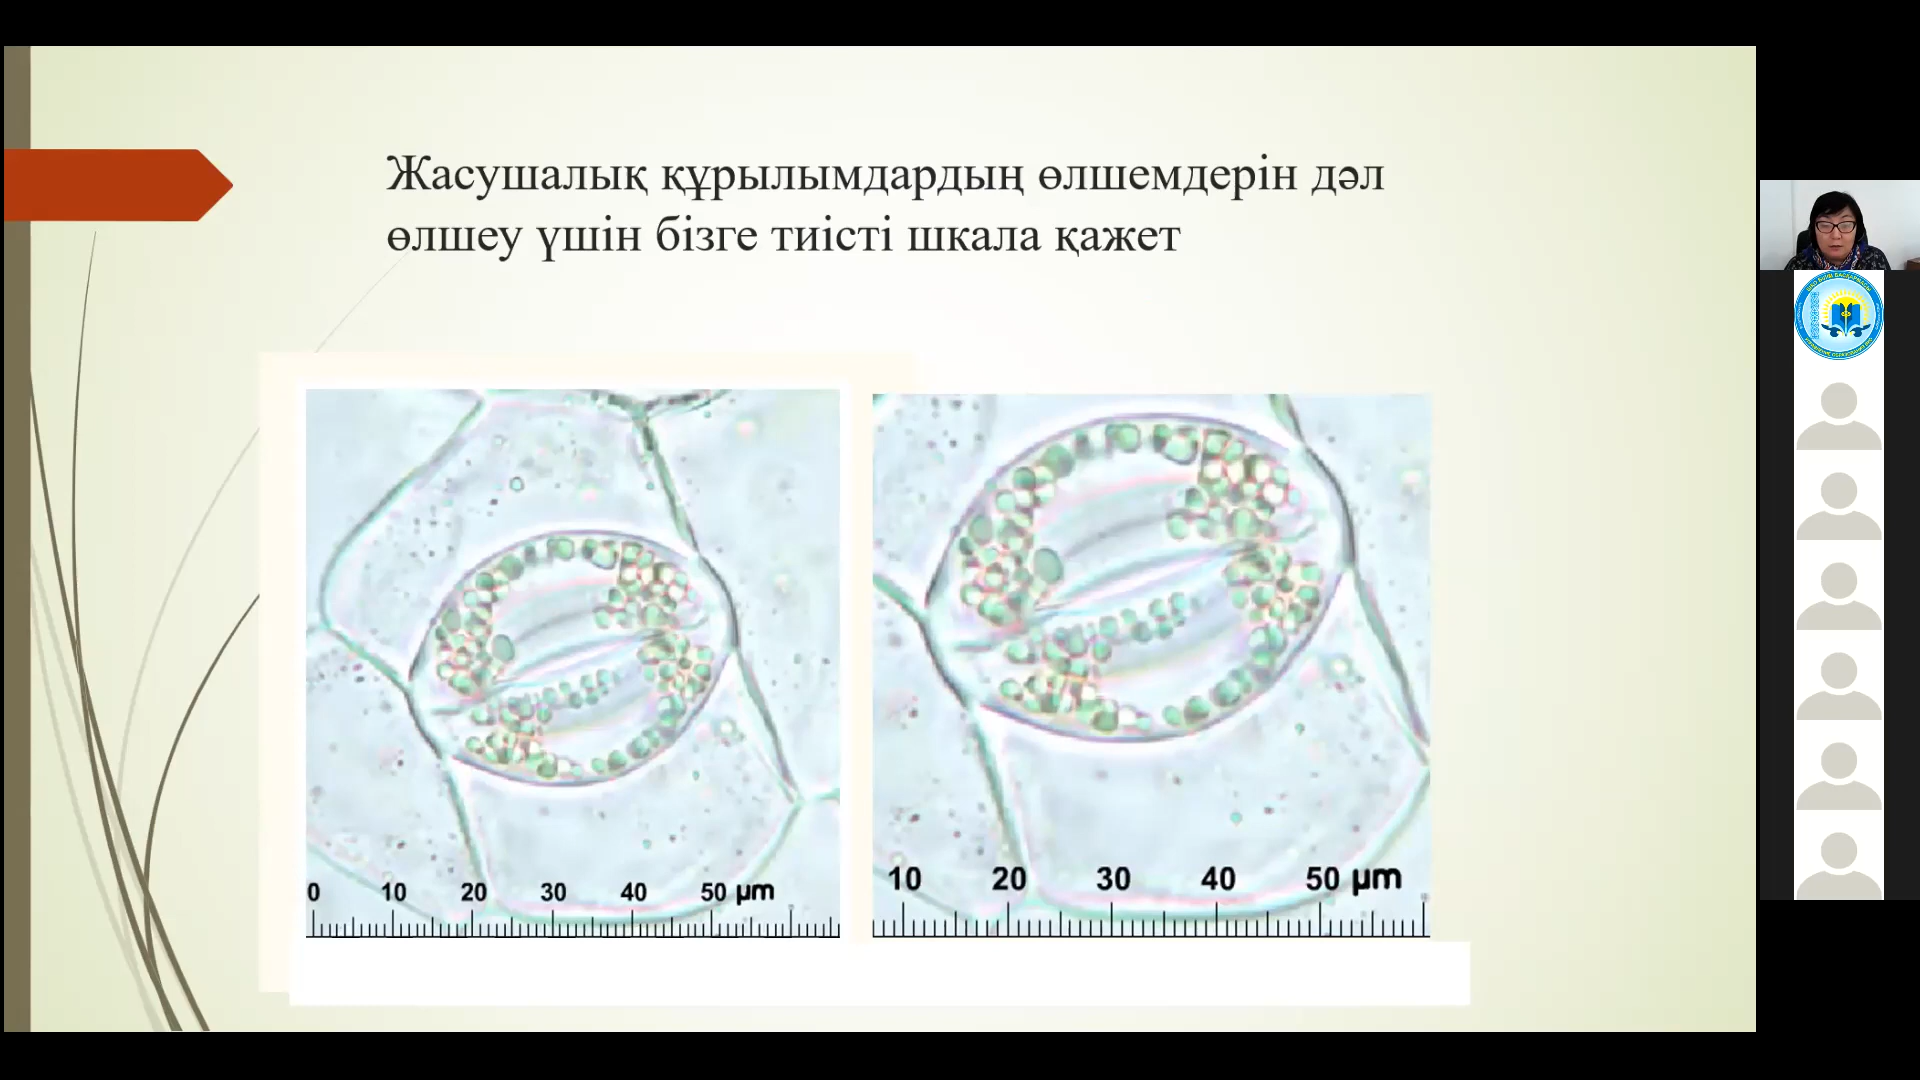 Жасушалық құрылымдардың өлшемдерін дәл
өлшеу үшін бізге тиісті шкала қажет
0 10 20 30 40 50 µm
10 20 30 40 50 µm